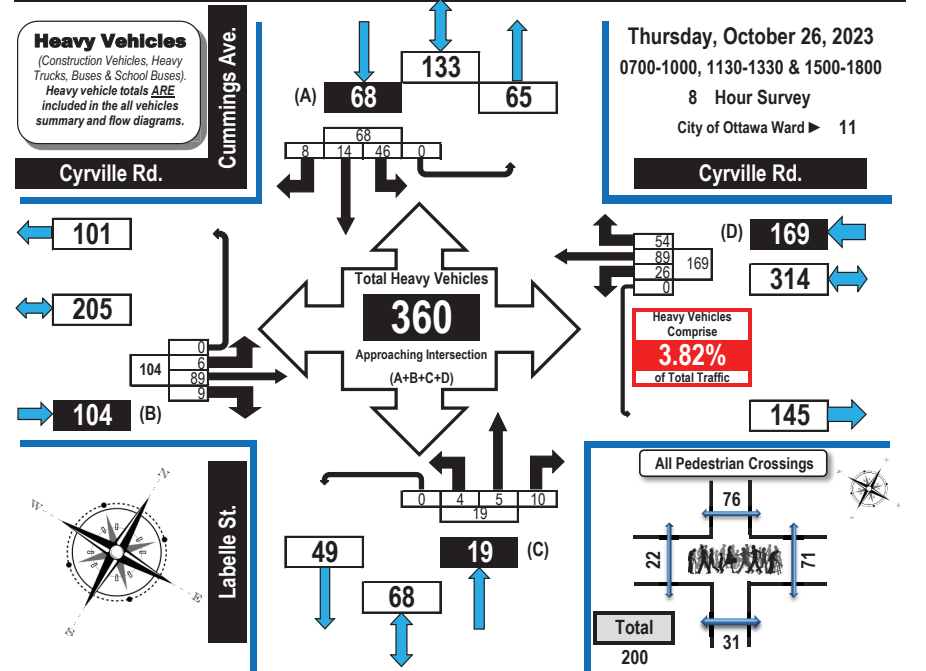 Heavy Vehicles
(Construction Vehicles, Heavy
Trucks, Buses & School Buses).
Heavy vehicle totals ARE
included in the all vehicles
summary and flow diagrams.
Cummings Ave.
Cyrville Rd.
133
(A) 68
65
68
8 14 46 0
Thursday, October 26, 2023
0700-1000, 1130-1330 & 1500-1800
8 Hour Survey
City of Ottawa Ward ► 11
Cyrville Rd.
101
205
0
6
89
9
104
104 (B)
Total Heavy Vehicles
360
Approaching Intersection
(A+B+C+D)
54
89
26
0
169
(D) 169
314
Heavy Vehicles
Comprise
3.82%
of Total Traffic
145
N
W
E
S
Labelle St.
0 4 5 10
19
49
19 (C)
68
All Pedestrian Crossings
76
22
71
31
Total
200